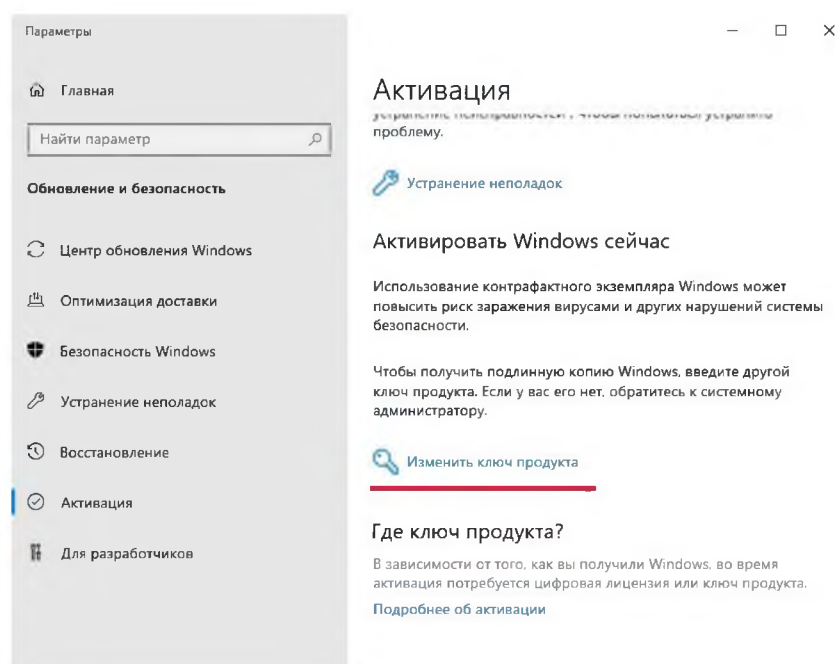 Параметры
Главная
Найти параметр
Обновление и безопасность
Центр обновления Windows
Оптимизация доставки
Безопасность Windows
Устранение неполадок
Восстановление
Активация
Для разработчиков
Активация
проблему.
Устранение неполадок
Активировать Windows сейчас
Использование контрафактного экземпляра Windows может
повысить риск заражения вирусами и других нарушений системы
безопасности.
Чтобы получить подлинную копию Windows, введите другой
ключ продукта. Если у вас его нет, обратитесь к системному
администратору.
Изменить ключ продукта
Где ключ продукта?
В зависимости от того, как вы получили Windows, во время
активация потребуется цифровая лицензия или ключ продукта.
Подробнее об активации